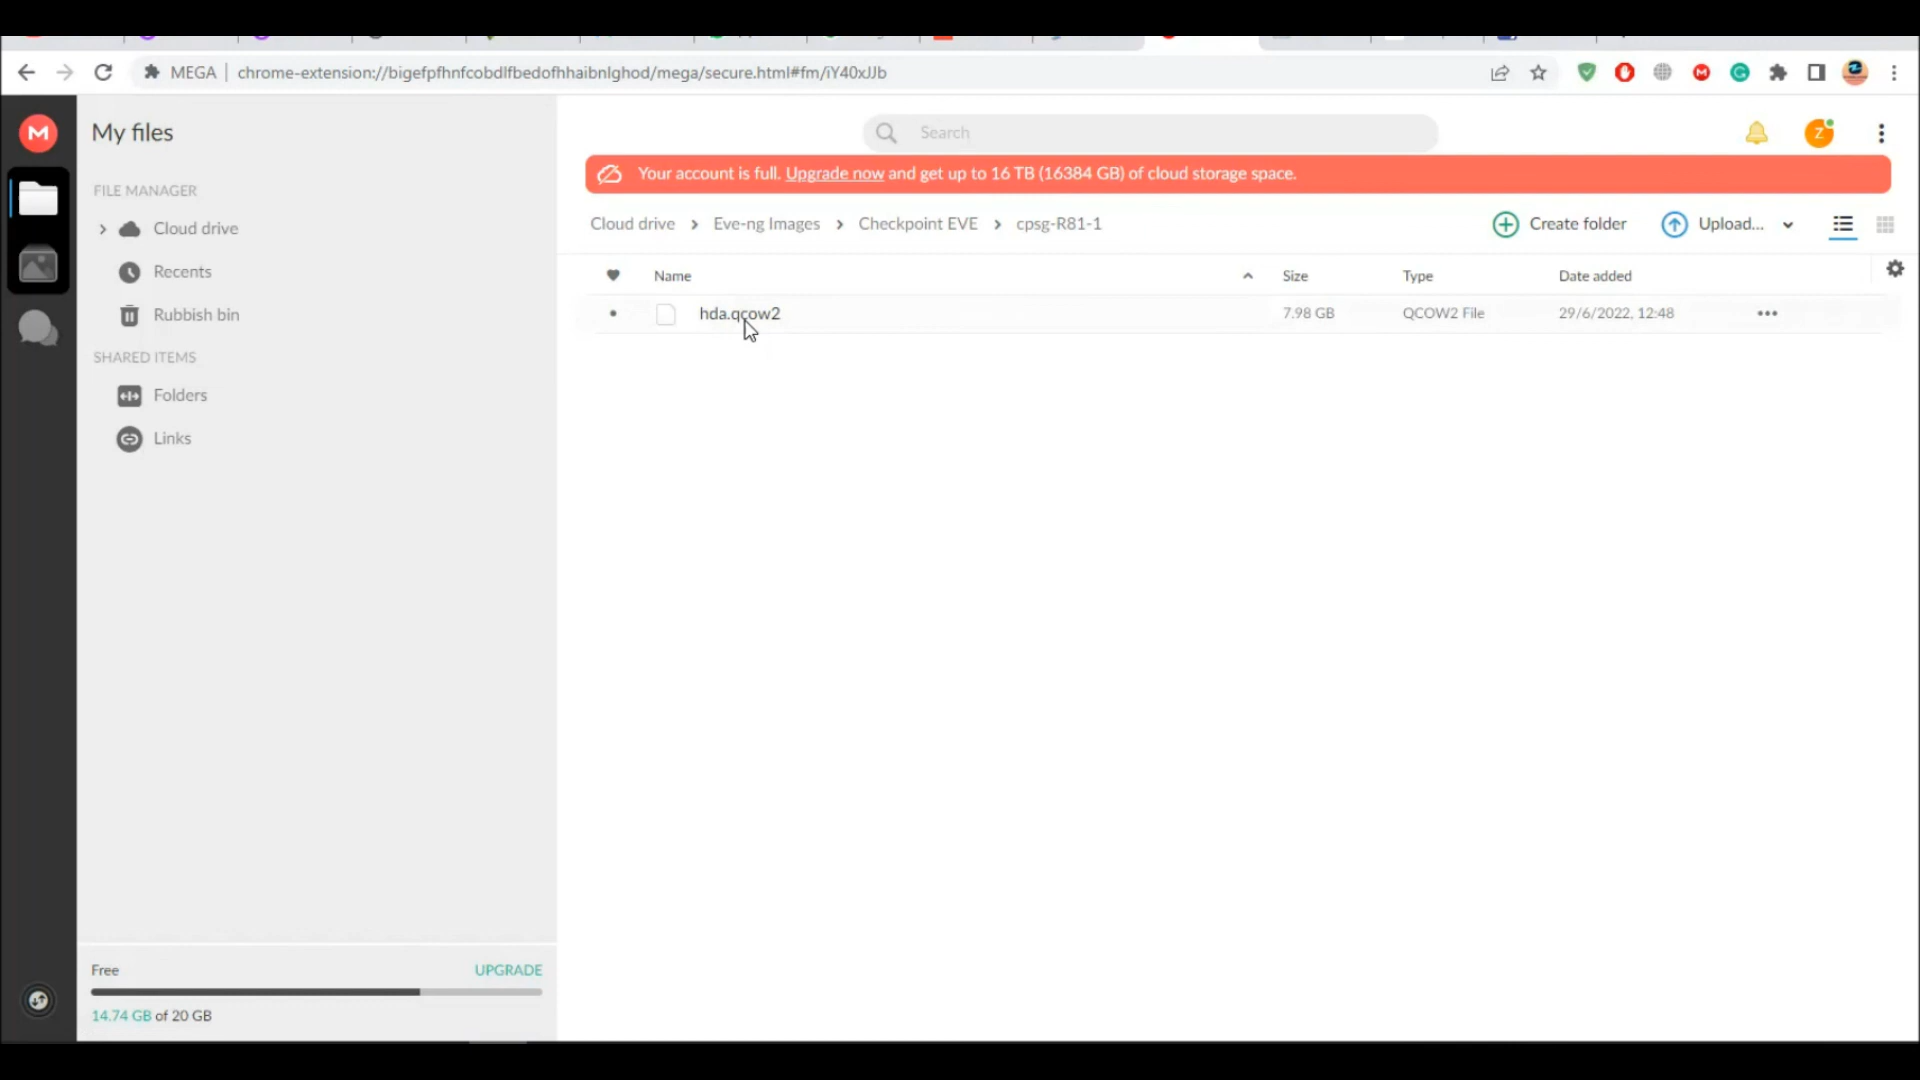 MEGA chrome-extension://bigefpfhnfcobdlfbedofhhaibnlghod/mega/secure.html#fm/iY40xJJb
My files
Search
Z
Your account is full. Upgrade now and get up to 16 TB (16384 GB) of cloud storage space.
FILE MANAGER
Cloud drive
Recents
Rubbish bin
SHARED ITEMS
Folders
Links
Cloud drive > Eve-ng Images > Checkpoint EVE > cpsg-R81-1
Create folder
Upload...
Name Size Type Date added
hda.qcow2 7.98 GB QCOW2 File 29/6/2022, 12:48
Free UPGRADE
14.74 GB of 20 GB